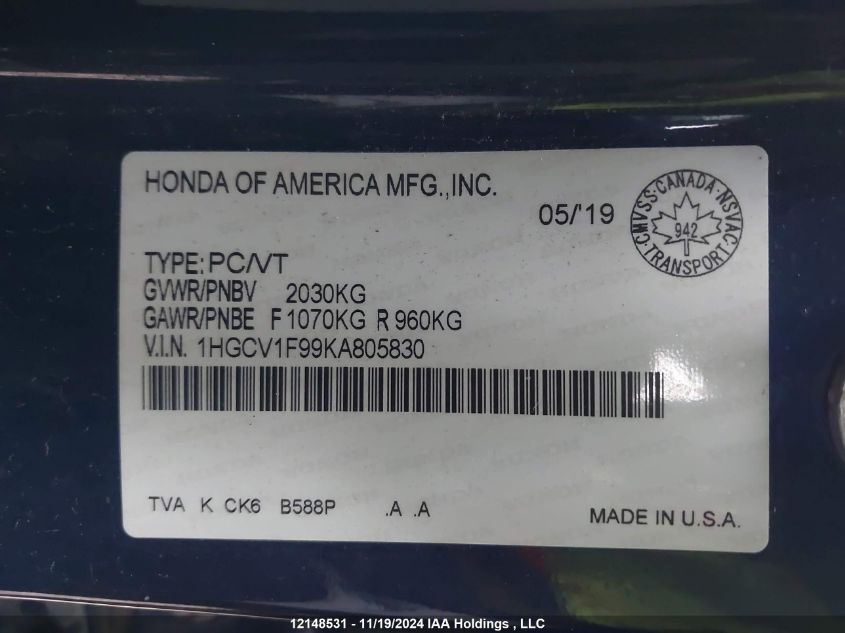 HONDA OF AMERICA MFG.,INC.
05/'19
CMVSS·CANADA·NSVAC·TRANSPORT·
942
TYPE: PC/VT
GVWR/PNBV 2030KG
GAWR/PNBE F 1070KG R 960KG
V.I.N. 1HGCV1F99KA805830
TVA K CK6 B588P .A .A
MADE IN U.S.A.
12148531 - 11/19/2024 IAA Holdings , LLC